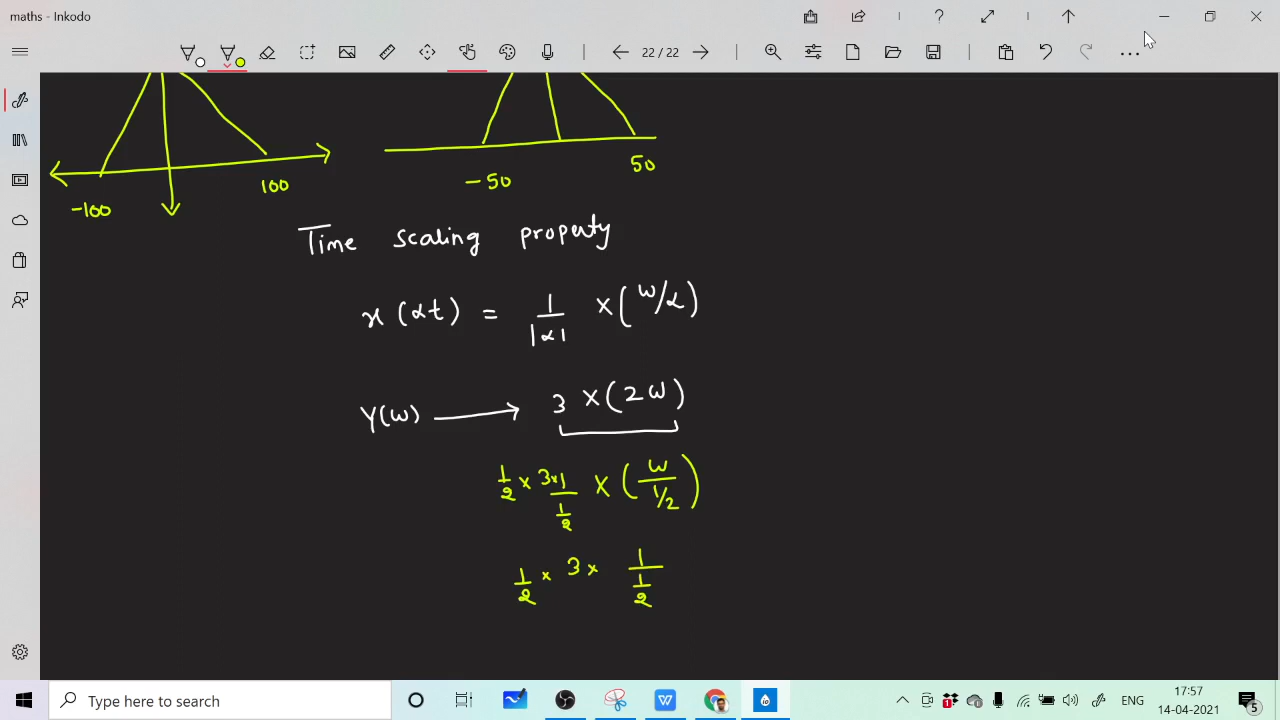 maths - Inkodo
22 / 22
-100
100
-50
50
Time scaling property
x(αt) = 1/|α| X(ω/α)
Y(ω) → 3 X(2ω)
1/2 × 3×1/(1/2) X(ω/(1/2))
1/2 × 3 × 1/(1/2)
Type here to search
ENG
17:57
14-04-2021
1
5